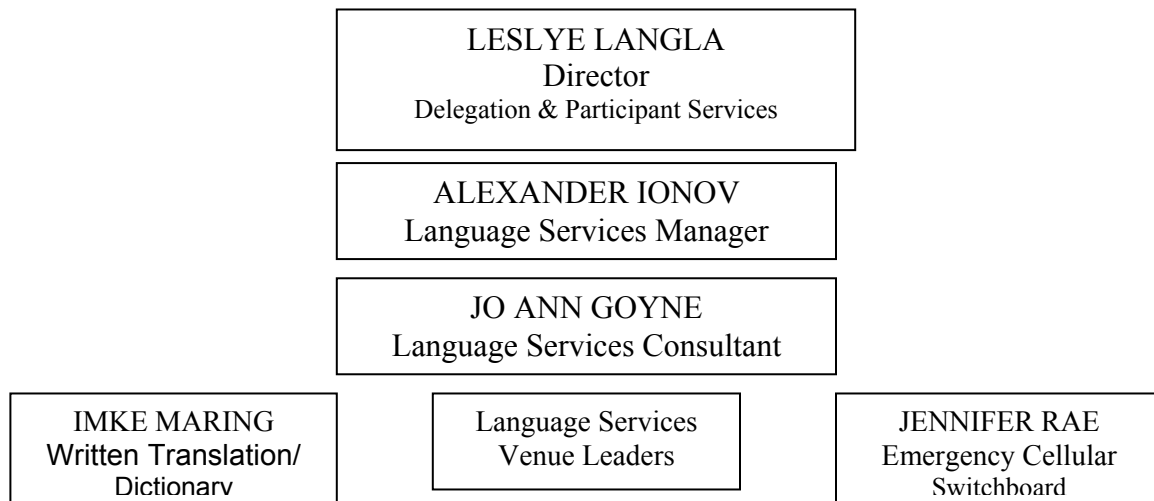 LESLYE LANGLA
Director
Delegation & Participant Services
ALEXANDER IONOV
Language Services Manager
JO ANN GOYNE
Language Services Consultant
IMKE MARING
Written Translation/
Dictionary
Language Services
Venue Leaders
JENNIFER RAE
Emergency Cellular
Switchboard